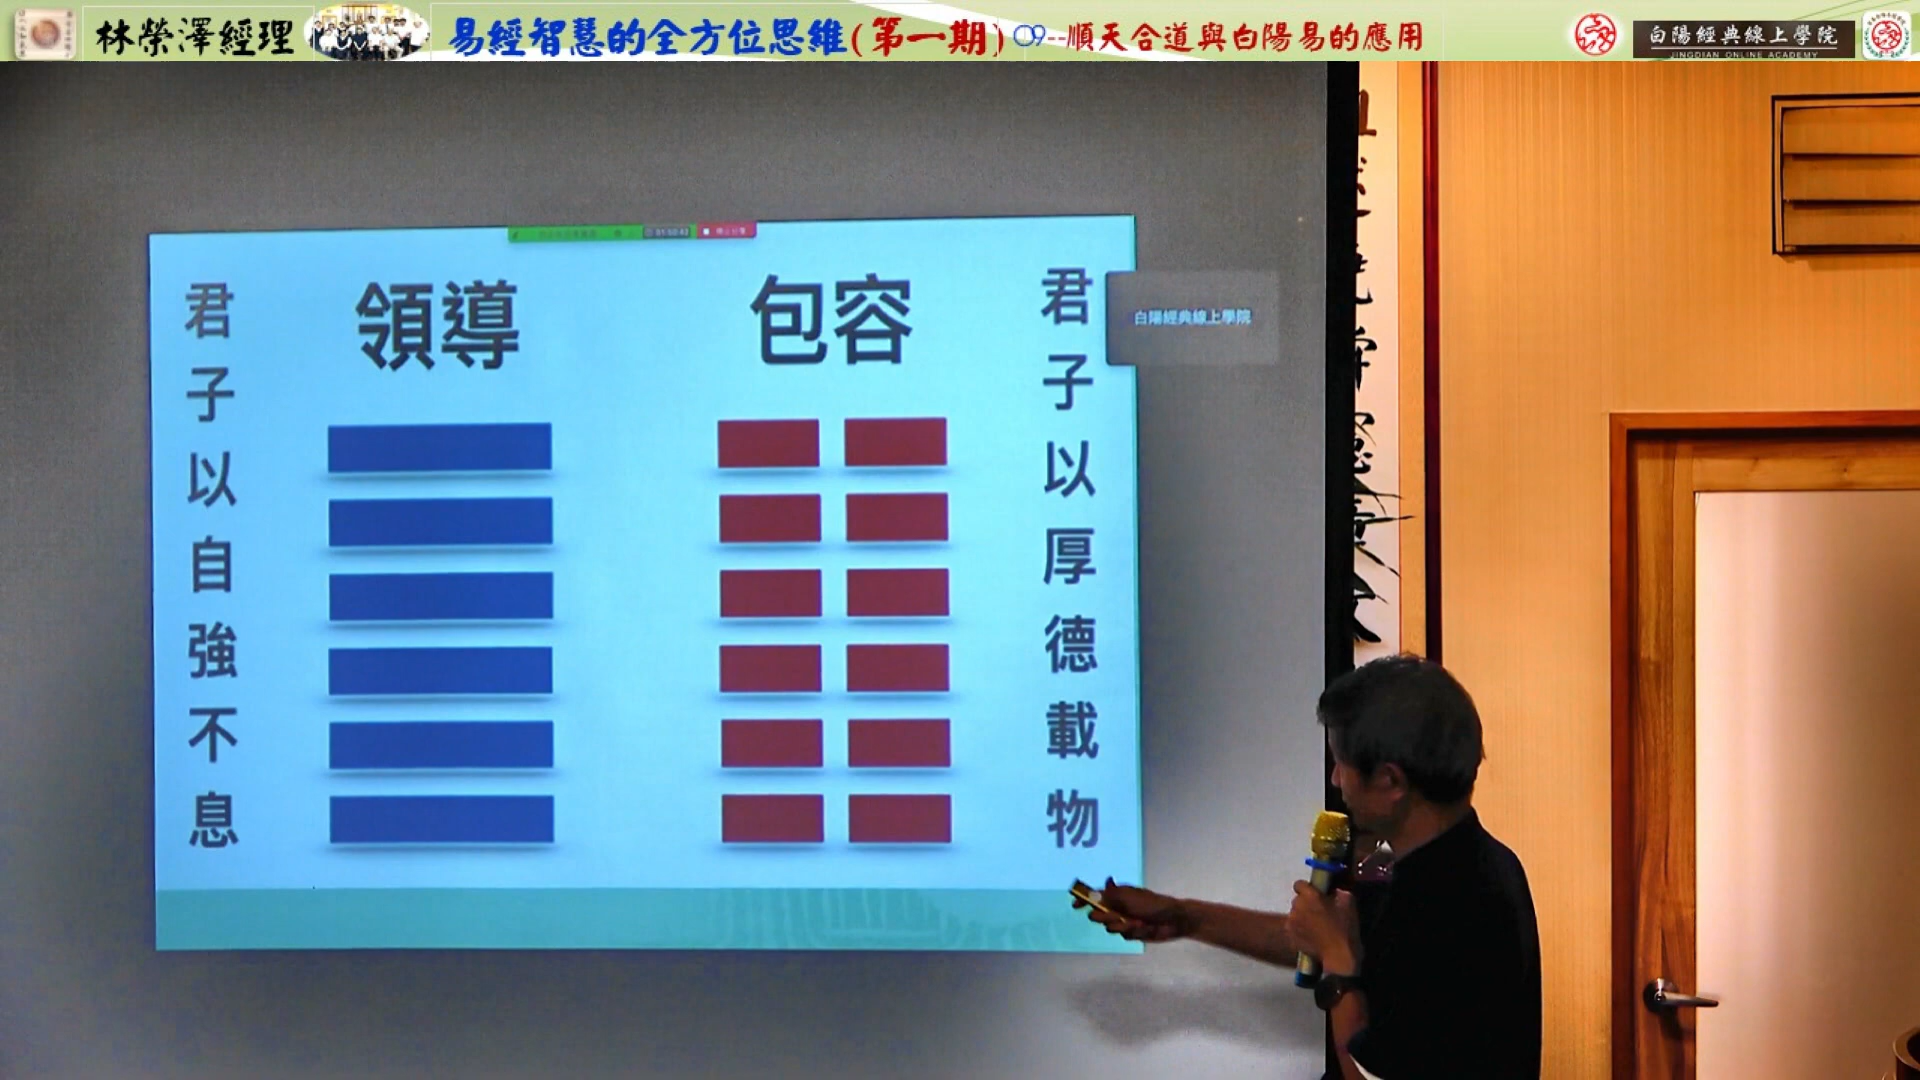 林榮澤經理
易經智慧的全方位思維(第一期)
09--順天合道與白陽易的應用
白陽經典線上學院
JINGDIAN ONLINE ACADEMY
君子以自強不息
領導
包容
君子以厚德載物
白陽經典線上學院